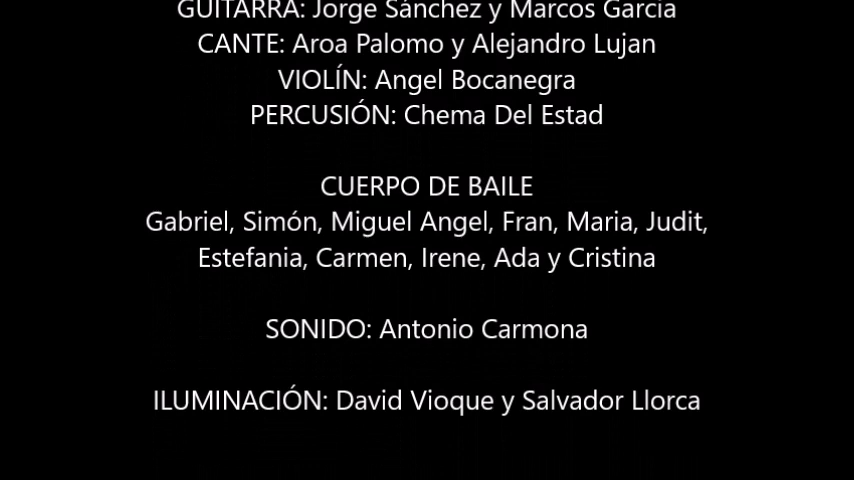 GUITARRA: Jorge Sánchez y Marcos García
CANTE: Aroa Palomo y Alejandro Lujan
VIOLÍN: Angel Bocanegra
PERCUSIÓN: Chema Del Estad
CUERPO DE BAILE
Gabriel, Simón, Miguel Angel, Fran, Maria, Judit,
Estefania, Carmen, Irene, Ada y Cristina
SONIDO: Antonio Carmona
ILUMINACIÓN: David Vioque y Salvador Llorca